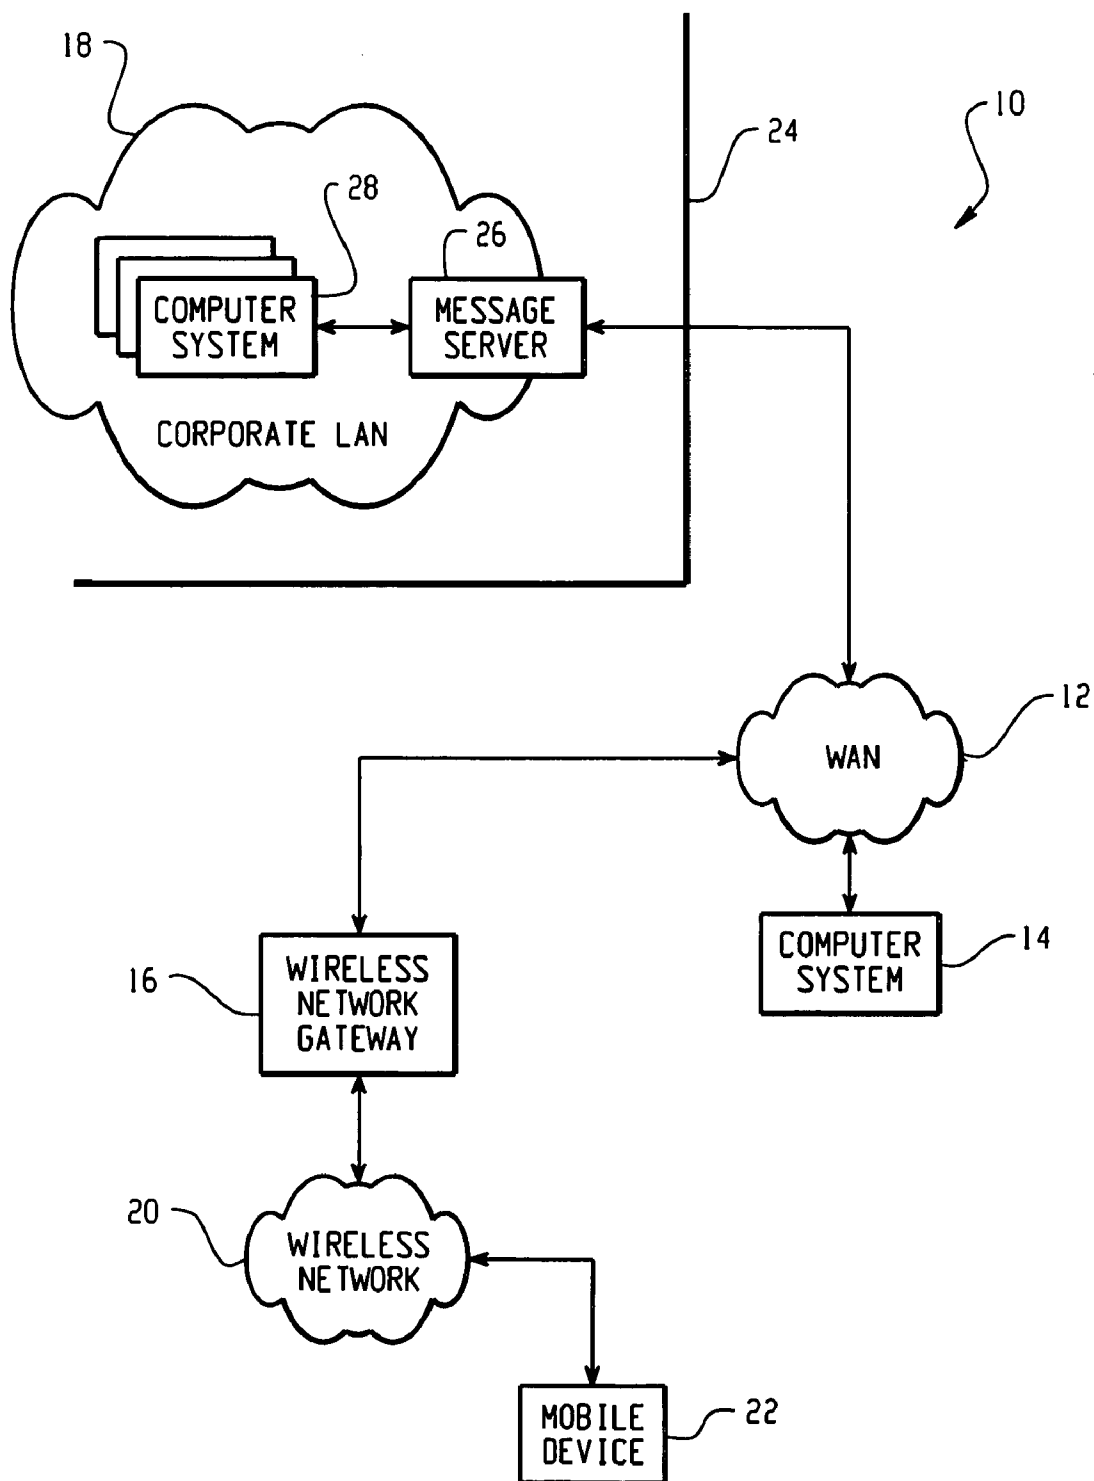 18
10
24
28
26
COMPUTER
SYSTEM
MESSAGE
SERVER
CORPORATE LAN
12
WAN
COMPUTER
SYSTEM
14
16
WIRELESS
NETWORK
GATEWAY
20
WIRELESS
NETWORK
MOBILE
DEVICE
22